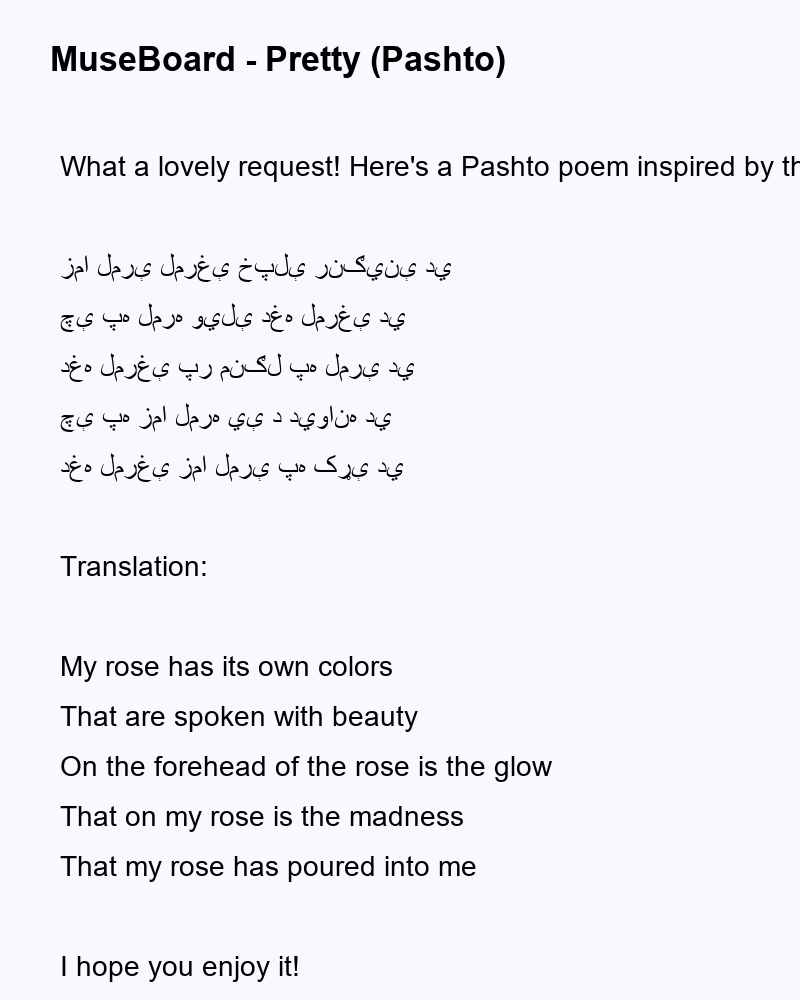 MuseBoard - Pretty (Pashto)
What a lovely request! Here's a Pashto poem inspired by th
زما لمرې لمرغې خپلې رنګينې دي
چې په لمره ويلې دغه لمرغې دي
دغه لمرغې پر منګل په لمرې دي
چې په زما لمره يې د ديوانه دي
دغه لمرغې زما لمرې په کړې دي
Translation:
My rose has its own colors
That are spoken with beauty
On the forehead of the rose is the glow
That on my rose is the madness
That my rose has poured into me
I hope you enjoy it!